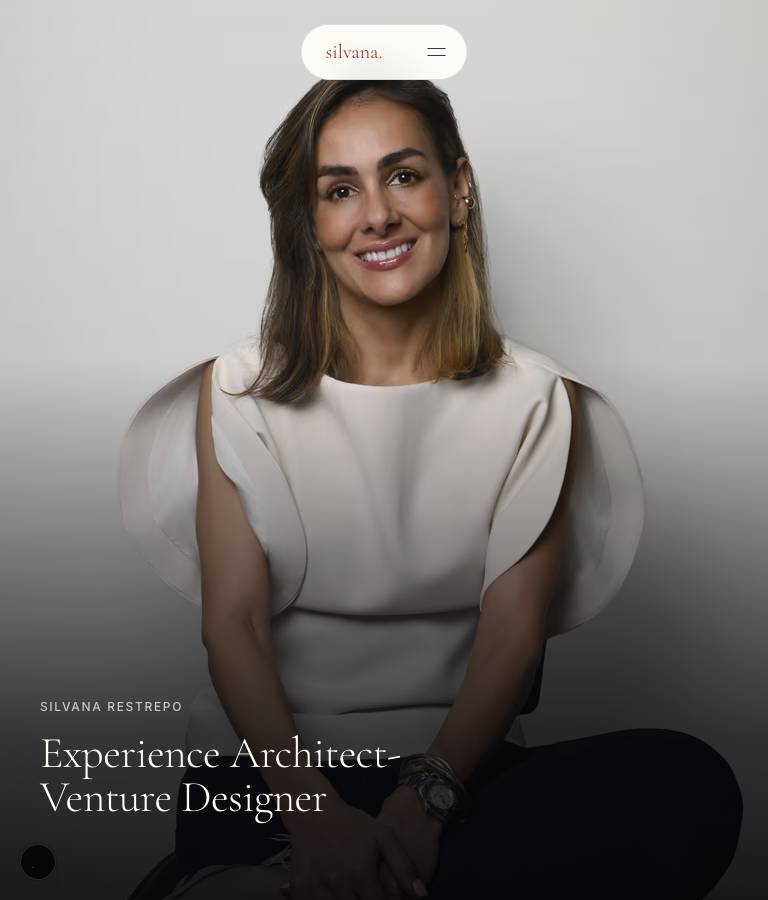 silvana.
SILVANA RESTREPO
Experience Architect-
Venture Designer